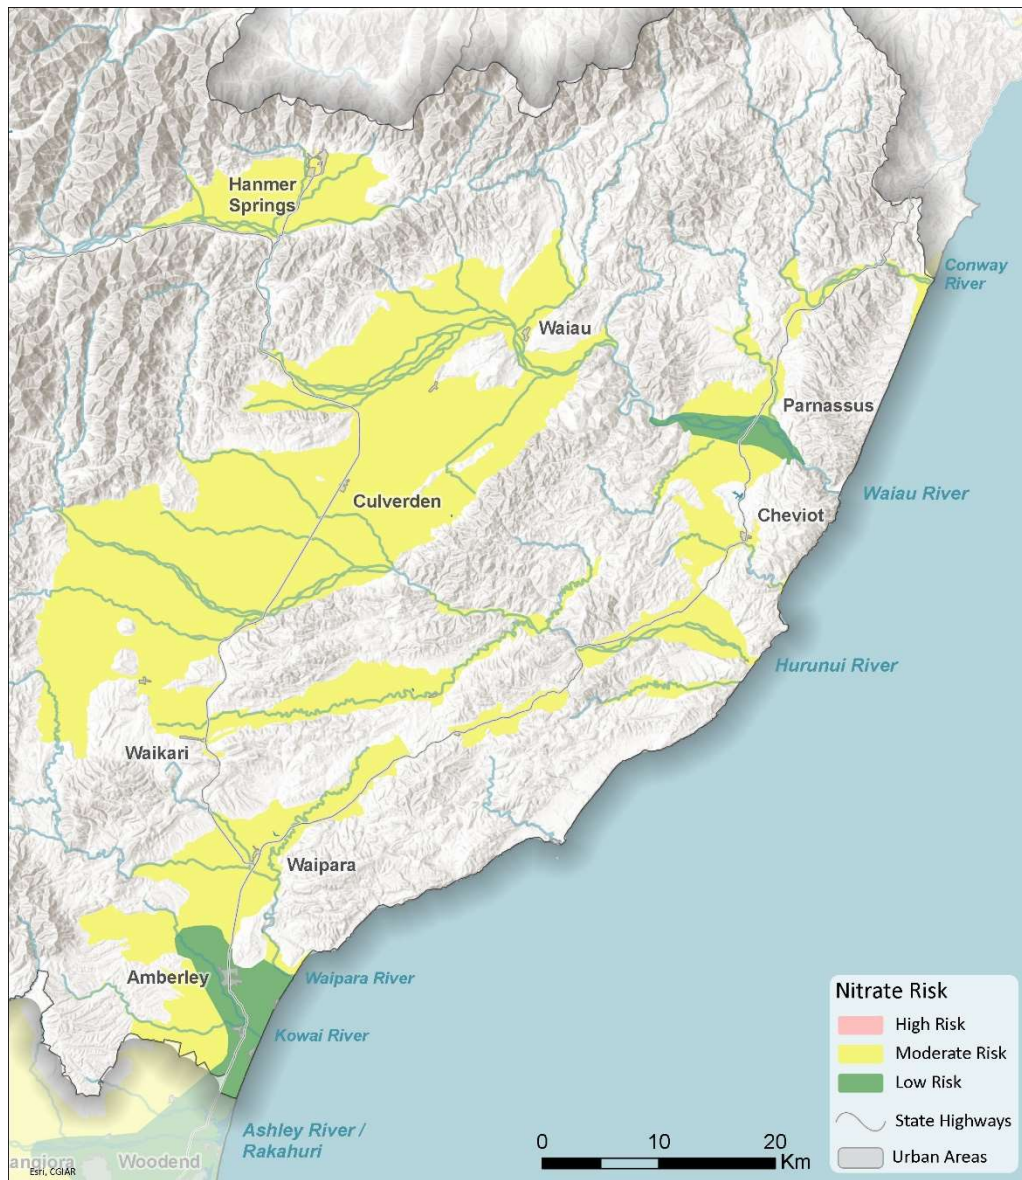 Hanmer
Springs
Conway
River
Waiau
Parnassus
Culverden
Waiau River
Cheviot
Hurunui River
Waikari
Waipara
Amberley
Waipara River
Kowai River
Ashley River /
Rakahuri
angiora
Woodend
Esri, CGIAR
Nitrate Risk
High Risk
Moderate Risk
Low Risk
State Highways
Urban Areas
0 10 20
Km